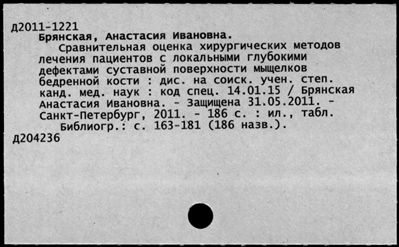 Д2011-1221
Брянская, Анастасия Ивановна.
Сравнительная оценка хирургических методов
лечения пациентов с локальными глубокими
дефектами суставной поверхности мыщелков
бедренной кости : дис. на соиск. учен. степ.
канд. мед. наук : код спец. 14.01.15 / Брянская
Анастасия Ивановна. - Защищена 31.05.2011. -
Санкт-Петербург, 2011. - 186 с. : ил., табл.
Библиогр.: с. 163-181 (186 назв.).
Д204236